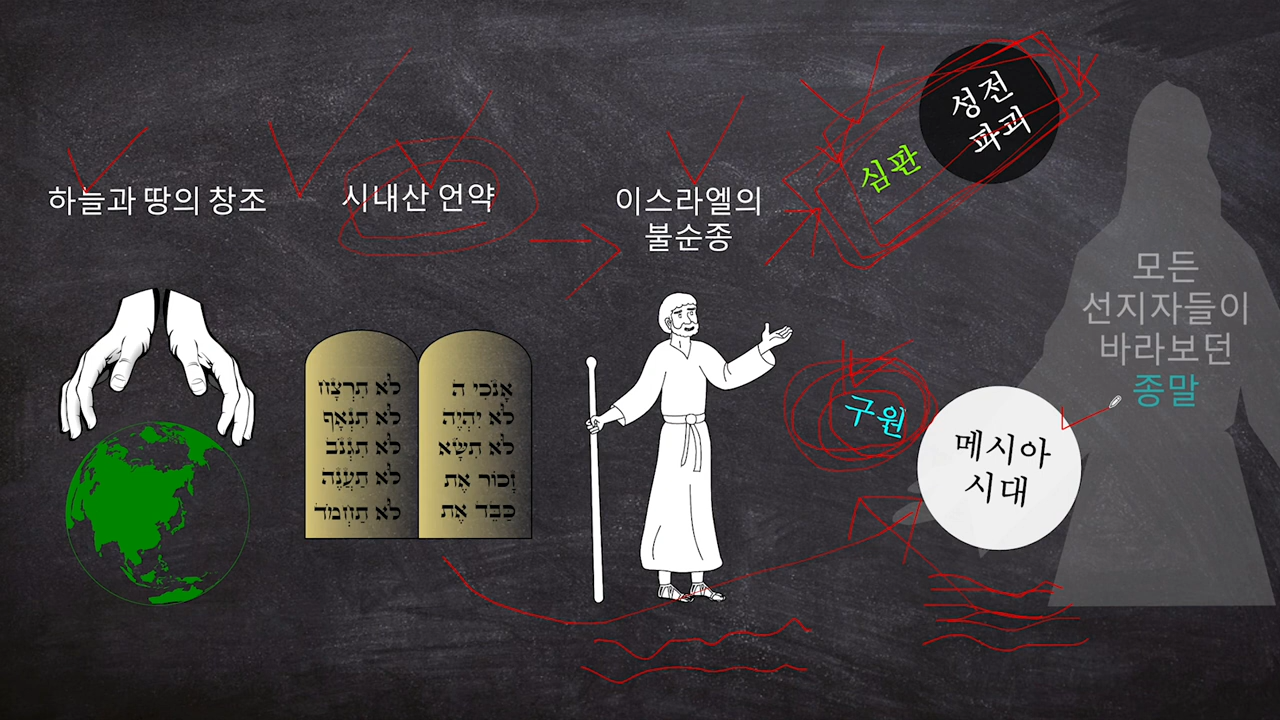 하늘과 땅의 창조
시내산 언약
이스라엘의
불순종
심판
성전
파괴
모든
선지자들이
바라보던
종말
구원
메시아
시대
אָנֹכִי ה
לֹא יִהְיֶה
לֹא תִשָּׂא
זָכוֹר אֶת
כַּבֵּד אֶת
לֹא תִרְצָח
לֹא תִנְאָף
לֹא תִגְנֹב
לֹא תַעֲנֶה
לֹא תַחְמֹד